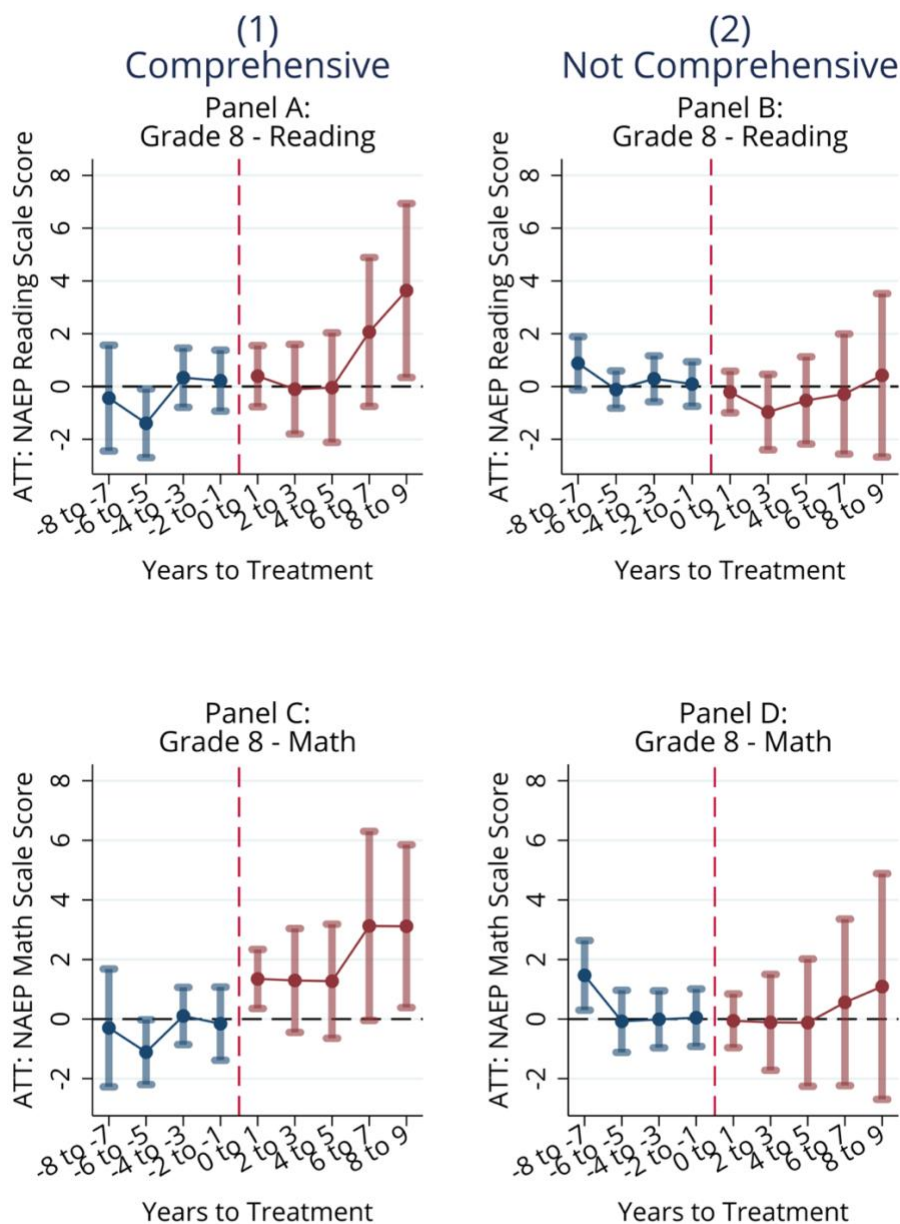 (1)
Comprehensive
(2)
Not Comprehensive
Panel A:
Grade 8 - Reading
ATT: NAEP Reading Scale Score
8
6
4
2
0
-2
-8 to -7
-6 to -5
-4 to -3
-2 to -1
0 to 1
2 to 3
4 to 5
6 to 7
8 to 9
Years to Treatment
Panel B:
Grade 8 - Reading
ATT: NAEP Reading Scale Score
8
6
4
2
0
-2
-8 to -7
-6 to -5
-4 to -3
-2 to -1
0 to 1
2 to 3
4 to 5
6 to 7
8 to 9
Years to Treatment
Panel C:
Grade 8 - Math
ATT: NAEP Math Scale Score
8
6
4
2
0
-2
-8 to -7
-6 to -5
-4 to -3
-2 to -1
0 to 1
2 to 3
4 to 5
6 to 7
8 to 9
Years to Treatment
Panel D:
Grade 8 - Math
ATT: NAEP Math Scale Score
8
6
4
2
0
-2
-8 to -7
-6 to -5
-4 to -3
-2 to -1
0 to 1
2 to 3
4 to 5
6 to 7
8 to 9
Years to Treatment